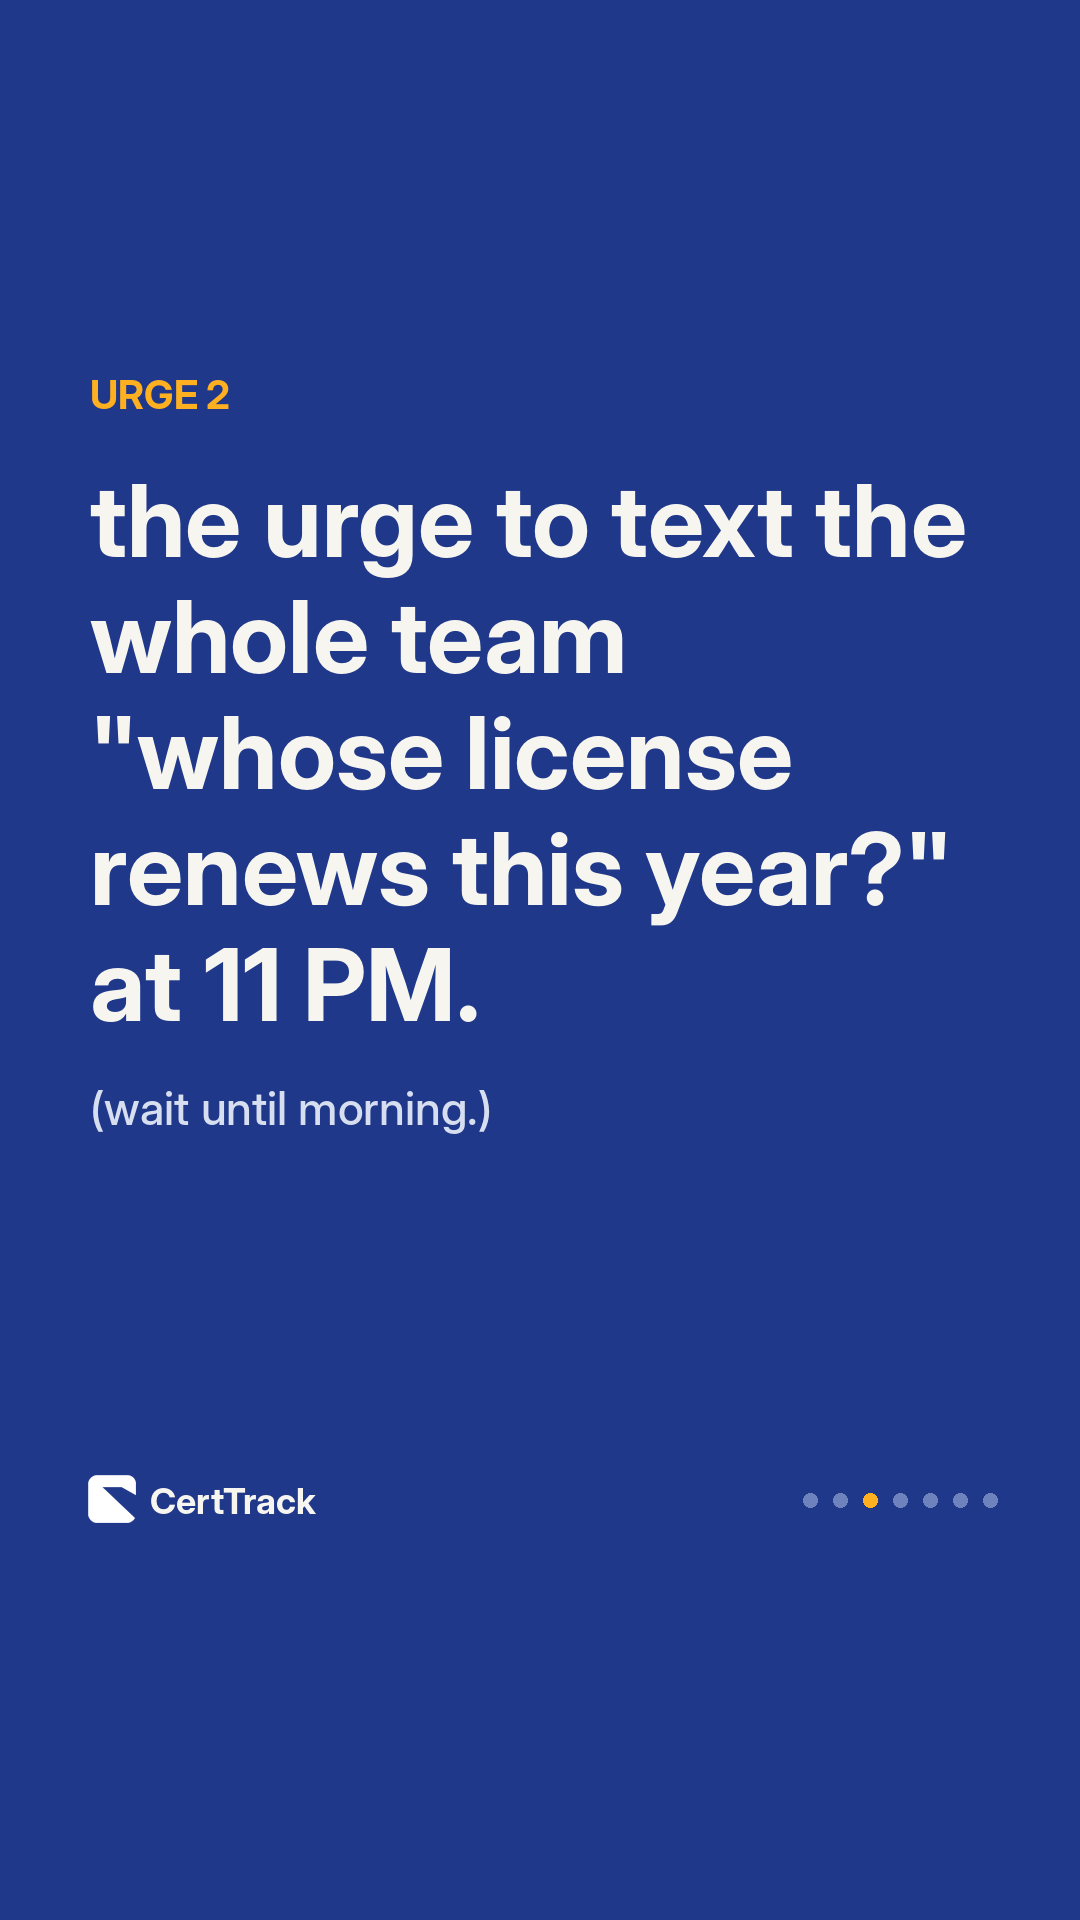 URGE 2
the urge to text the
whole team
"whose license
renews this year?"
at 11 PM.
(wait until morning.)
CertTrack